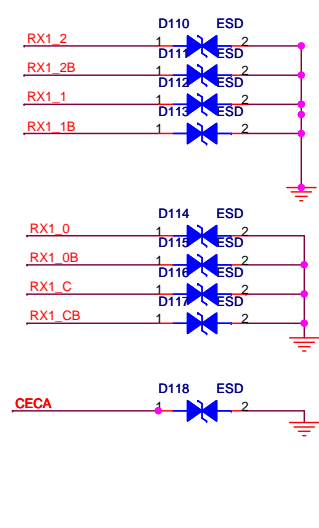 D110 ESD
RX1_2 1 2
D111 ESD
RX1_2B 1 2
D112 ESD
RX1_1 1 2
D113 ESD
RX1_1B 1 2
D114 ESD
RX1_0 1 2
D115 ESD
RX1_0B 1 2
D116 ESD
RX1_C 1 2
D117 ESD
RX1_CB 1 2
D118 ESD
CECA 1 2